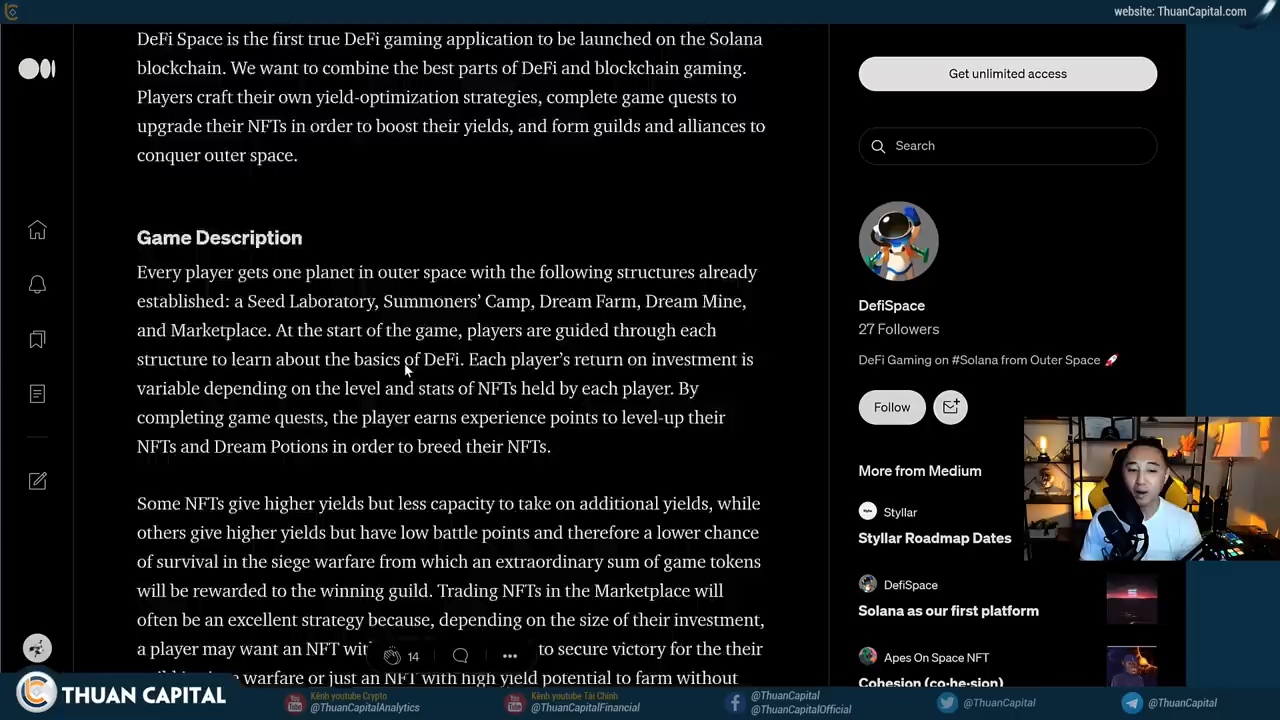 website: ThuanCapital.com
DeFi Space is the first true DeFi gaming application to be launched on the Solana
blockchain. We want to combine the best parts of DeFi and blockchain gaming.
Players craft their own yield-optimization strategies, complete game quests to
upgrade their NFTs in order to boost their yields, and form guilds and alliances to
conquer outer space.
Game Description
Every player gets one planet in outer space with the following structures already
established: a Seed Laboratory, Summoners’ Camp, Dream Farm, Dream Mine,
and Marketplace. At the start of the game, players are guided through each
structure to learn about the basics of DeFi. Each player’s return on investment is
variable depending on the level and stats of NFTs held by each player. By
completing game quests, the player earns experience points to level-up their
NFTs and Dream Potions in order to breed their NFTs.
Some NFTs give higher yields but less capacity to take on additional yields, while
others give higher yields but have low battle points and therefore a lower chance
of survival in the siege warfare from which an extraordinary sum of game tokens
will be rewarded to the winning guild. Trading NFTs in the Marketplace will
often be an excellent strategy because, depending on the size of their investment,
a player may want an NFT to secure victory for the their
warfare or just an NFT with high yield potential to farm without
14
Get unlimited access
Search
DefiSpace
27 Followers
DeFi Gaming on #Solana from Outer Space 🚀
Follow
More from Medium
Styllar
Styllar Roadmap Dates
DefiSpace
Solana as our first platform
Apes On Space NFT
Cohesion (co·he·sion)
THUAN CAPITAL
Kênh youtube Crypto
@ThuanCapitalAnalytics
Kênh youtube Tài Chính
@ThuanCapitalFinancial
@ThuanCapital
@ThuanCapitalOfficial
@ThuanCapital
@ThuanCapital